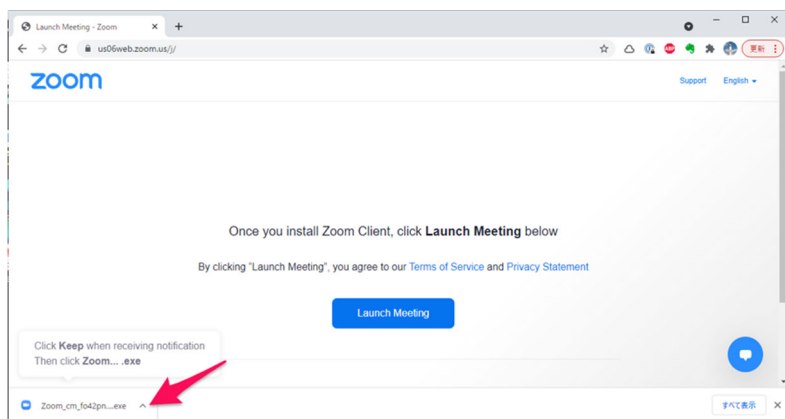 Launch Meeting - Zoom
us06web.zoom.us/j/
ABP
更新
zoom
Support English
Once you install Zoom Client, click Launch Meeting below
By clicking "Launch Meeting", you agree to our Terms of Service and Privacy Statement
Launch Meeting
Click Keep when receiving notification
Then click Zoom... .exe
Zoom_cm_fo42pn....exe
すべて表示